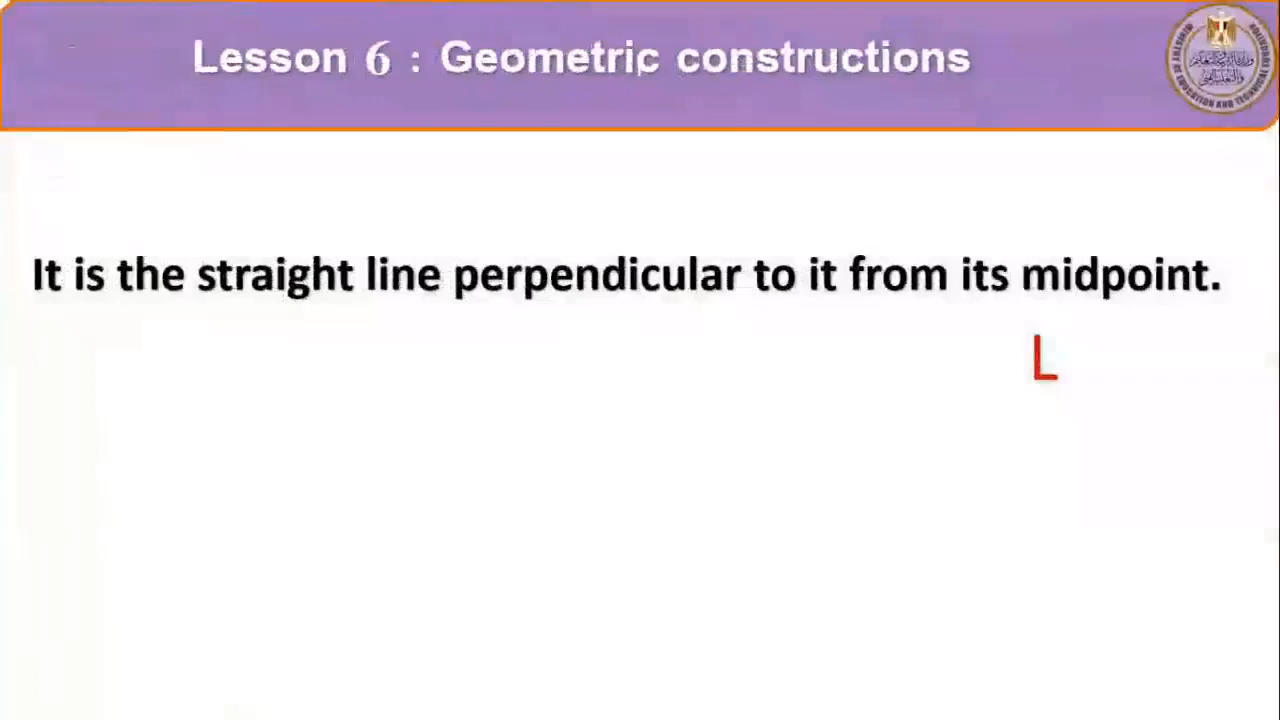 Lesson 6 : Geometric constructions
It is the straight line perpendicular to it from its midpoint.
L